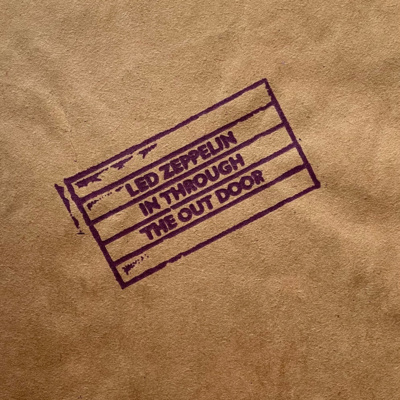 LED ZEPPELIN
IN THROUGH
THE OUT DOOR